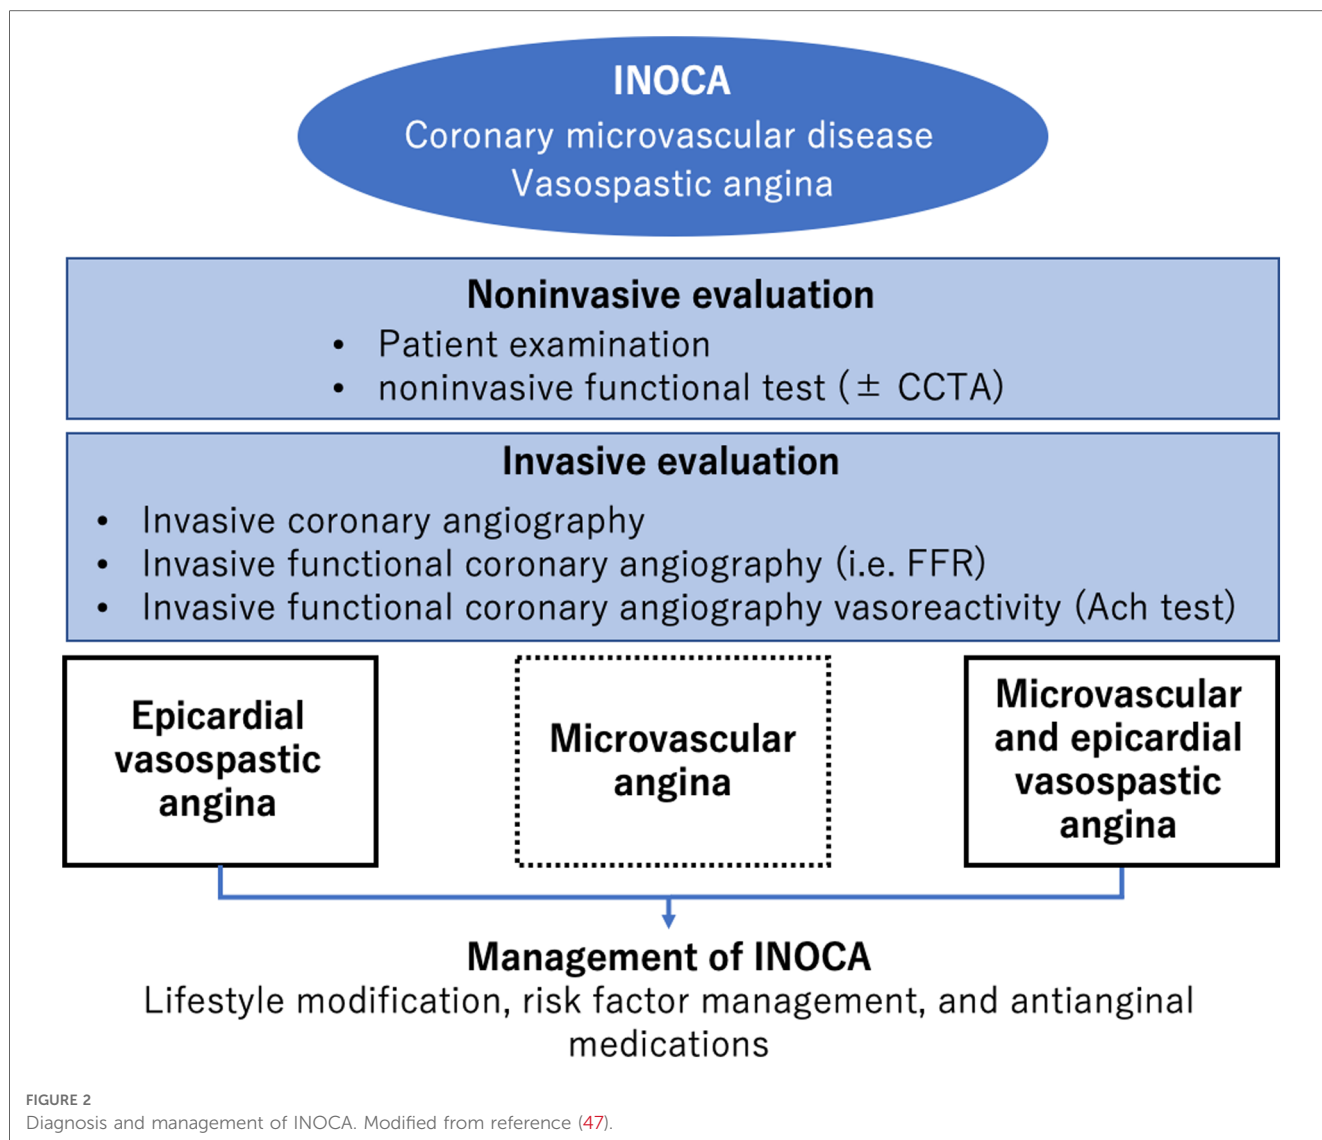 INOCA
Coronary microvascular disease
Vasospastic angina
Noninvasive evaluation
• Patient examination
• noninvasive functional test (± CCTA)
Invasive evaluation
• Invasive coronary angiography
• Invasive functional coronary angiography (i.e. FFR)
• Invasive functional coronary angiography vasoreactivity (Ach test)
Epicardial
vasospastic
angina
Microvascular
angina
Microvascular
and epicardial
vasospastic
angina
Management of INOCA
Lifestyle modification, risk factor management, and antianginal
medications
FIGURE 2
Diagnosis and management of INOCA. Modified from reference (47).